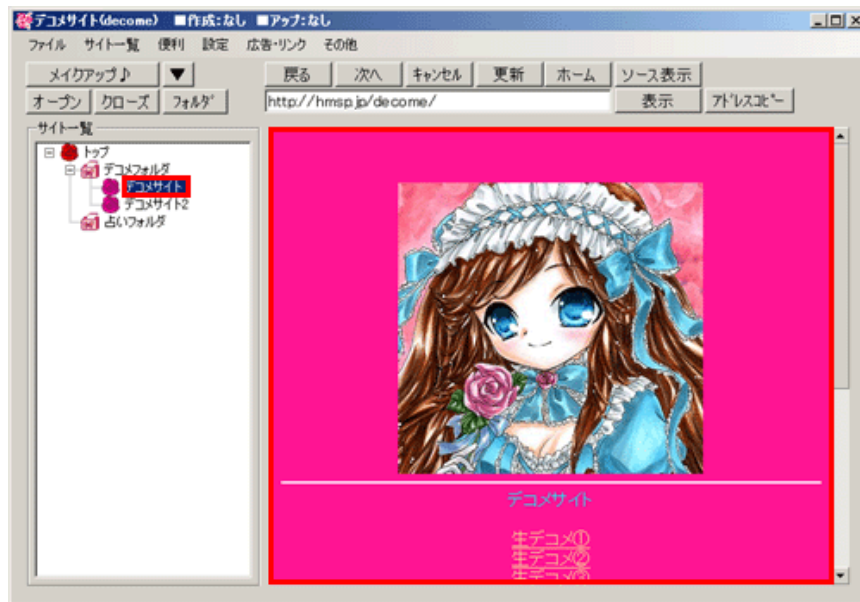 デコメサイト(decome) ■作成:なし ■アップ:なし
ファイル サイト一覧 便利 設定 広告・リンク その他
メイクアップ♪ ▼ 戻る 次へ キャンセル 更新 ホーム ソース表示
オープン クローズ フォルダ http://hmsp.jp/decome/ 表示 アドレスコピー
サイト一覧
トップ
デコメフォルダ
デコメサイト
デコメサイト2
占いフォルダ
デコメサイト
生デコメ①
生デコメ②
生デコメ③